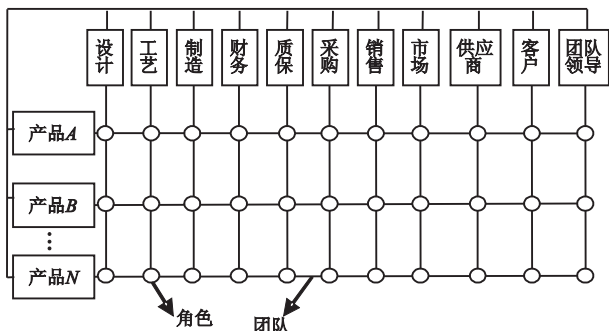 设计 工艺 制造 财务 质保 采购 销售 市场 供应商 客户 团队领导
产品A
产品B
产品N
角色
团队